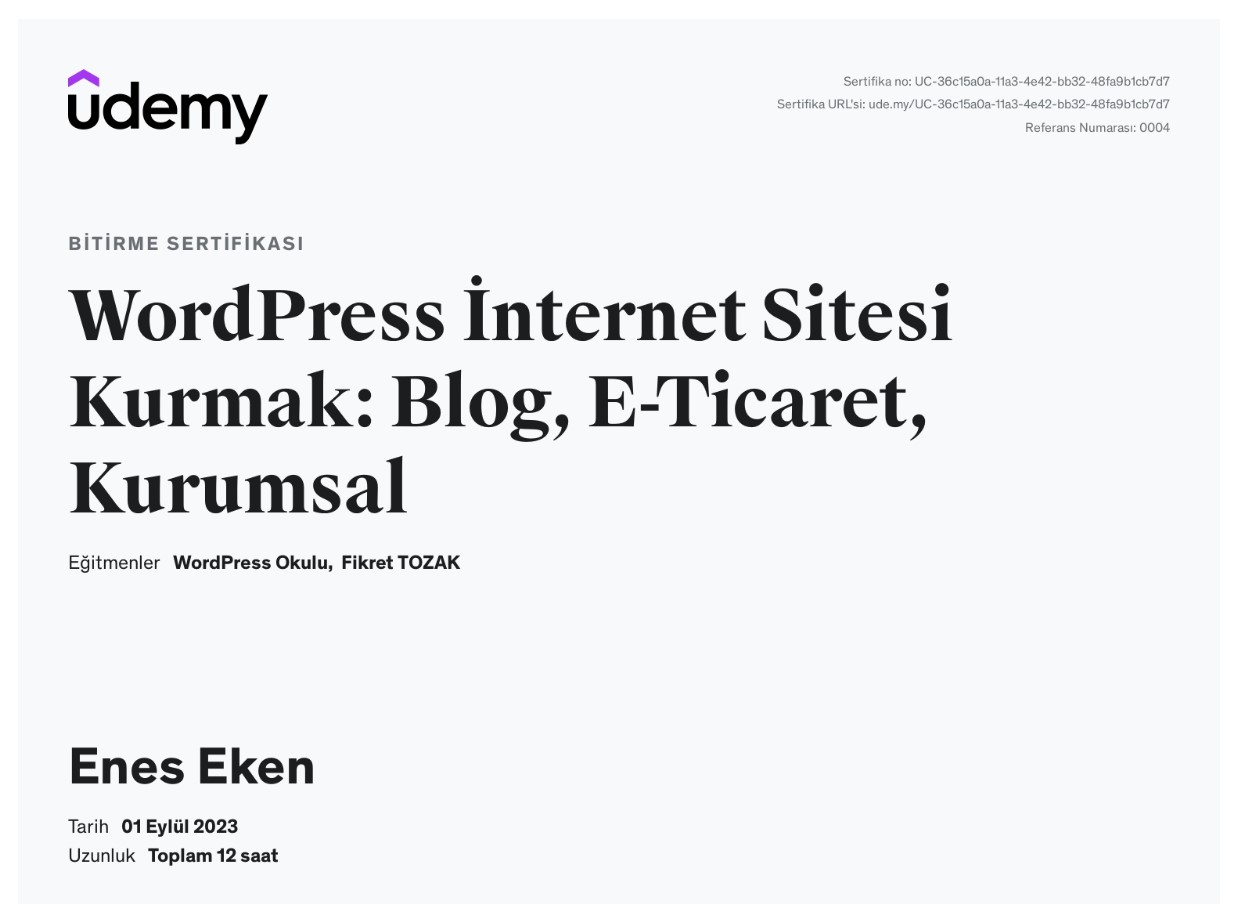 udemy
Sertifika no: UC-36c15a0a-11a3-4e42-bb32-48fa9b1cb7d7
Sertifika URL'si: ude.my/UC-36c15a0a-11a3-4e42-bb32-48fa9b1cb7d7
Referans Numarası: 0004
BİTİRME SERTİFİKASI
WordPress İnternet Sitesi
Kurmak: Blog, E-Ticaret,
Kurumsal
Eğitmenler WordPress Okulu, Fikret TOZAK
Enes Eken
Tarih 01 Eylül 2023
Uzunluk Toplam 12 saat